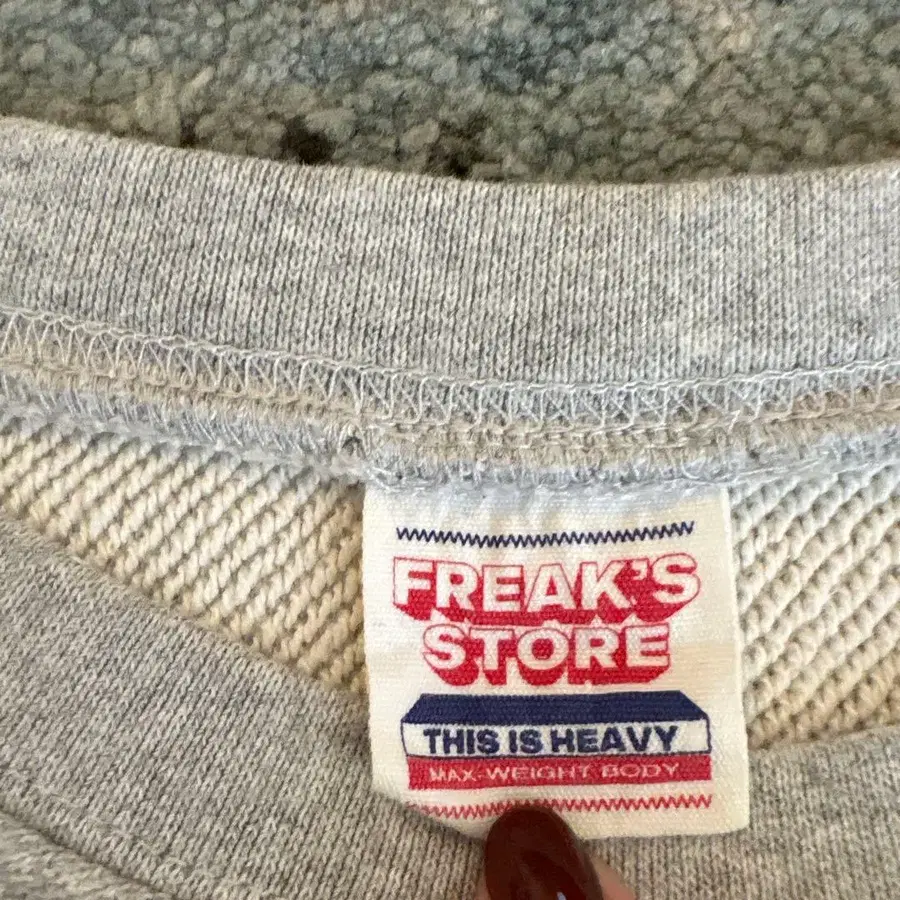 FREAK'S
STORE
THIS IS HEAVY
MAX-WEIGHT BODY